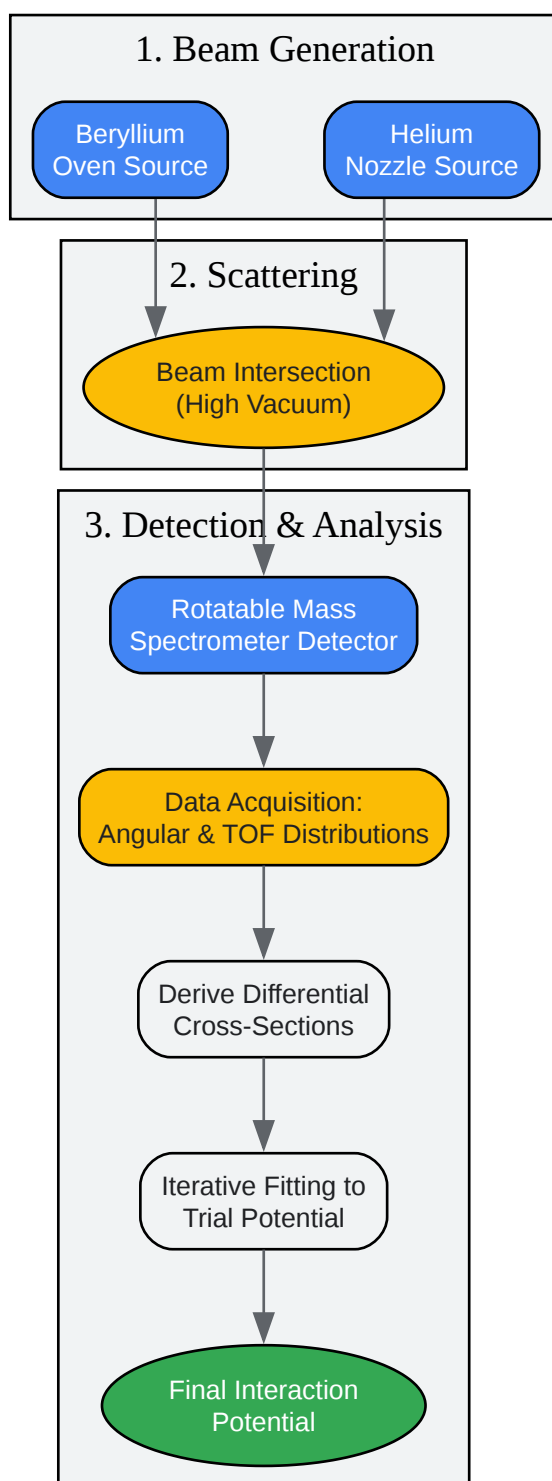 1. Beam Generation
Beryllium
Oven Source
Helium
Nozzle Source
2. Scattering
Beam Intersection
(High Vacuum)
3. Detection & Analysis
Rotatable Mass
Spectrometer Detector
Data Acquisition:
Angular & TOF Distributions
Derive Differential
Cross-Sections
Iterative Fitting to
Trial Potential
Final Interaction
Potential